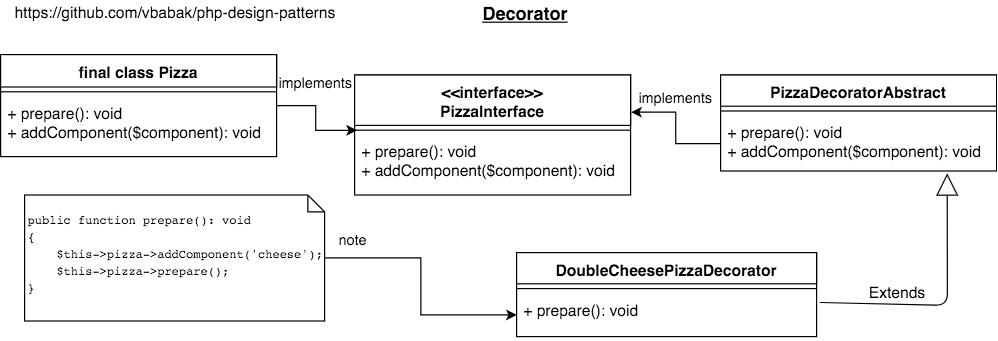 https://github.com/vbabak/php-design-patterns
Decorator
final class Pizza
+ prepare(): void
+ addComponent($component): void
implements
<<interface>>
PizzaInterface
+ prepare(): void
+ addComponent($component): void
implements
PizzaDecoratorAbstract
+ prepare(): void
+ addComponent($component): void
public function prepare(): void
{
    $this->pizza->addComponent('cheese');
    $this->pizza->prepare();
}
note
DoubleCheesePizzaDecorator
+ prepare(): void
Extends